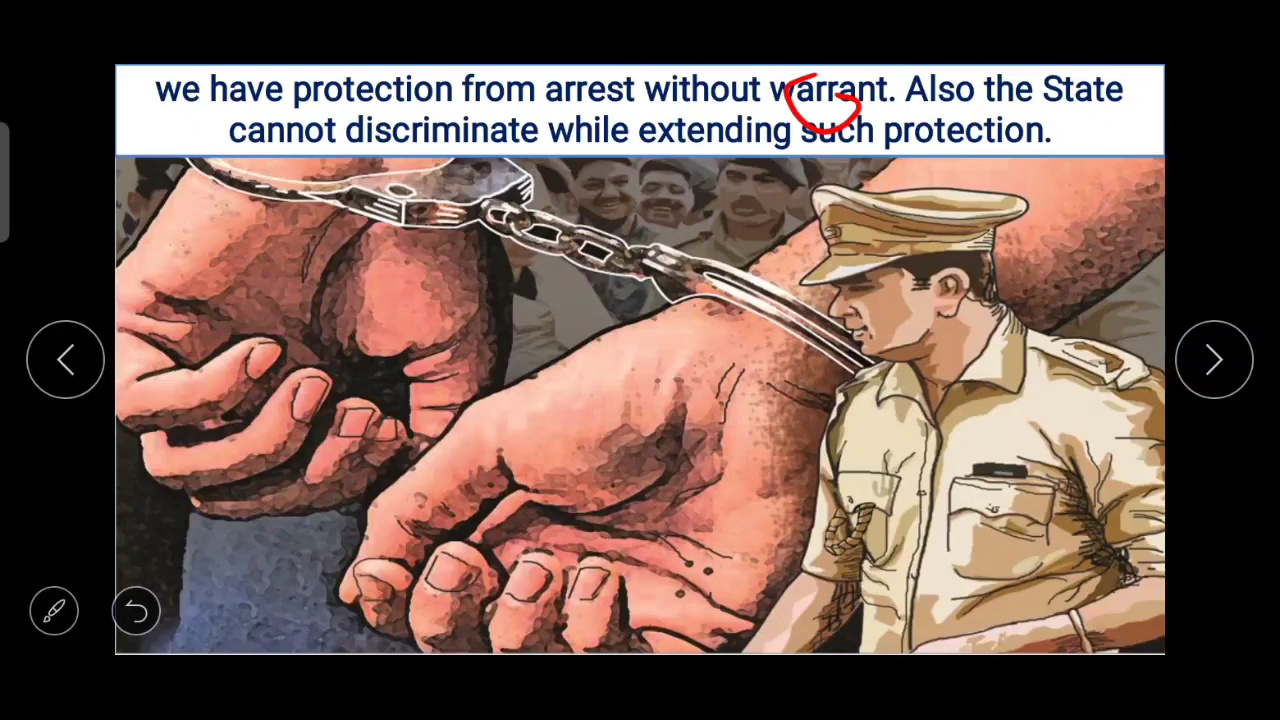 we have protection from arrest without warrant. Also the State
cannot discriminate while extending such protection.